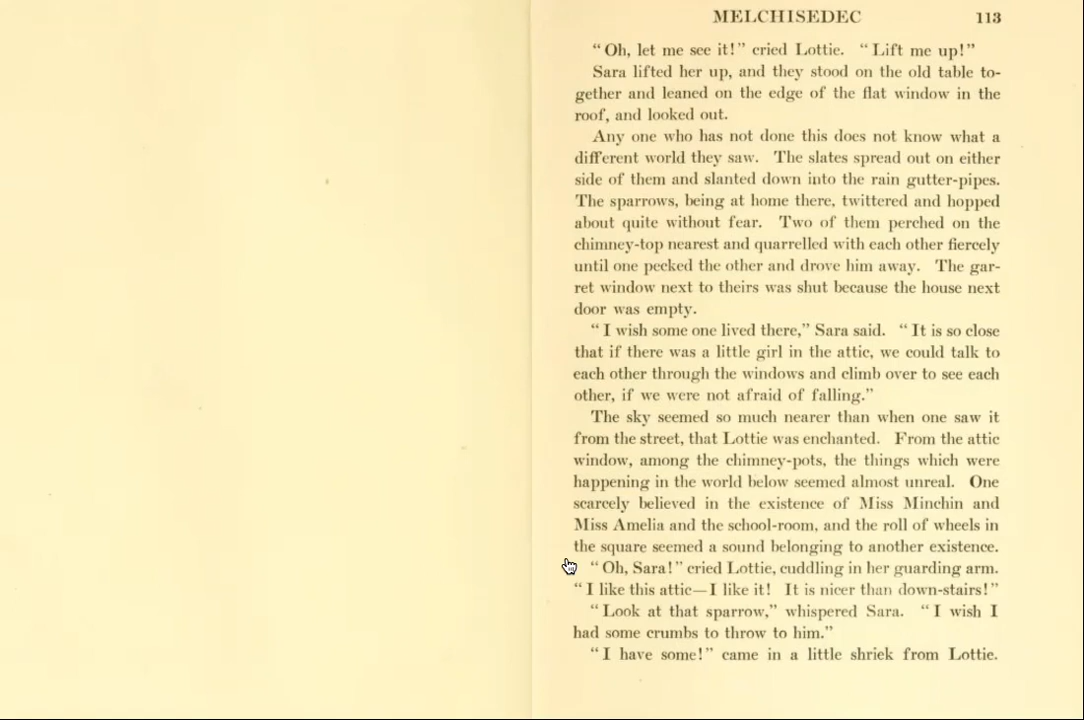 MELCHISEDEC 113
“Oh, let me see it!” cried Lottie. “Lift me up!”
Sara lifted her up, and they stood on the old table to-
gether and leaned on the edge of the flat window in the
roof, and looked out.
Any one who has not done this does not know what a
different world they saw. The slates spread out on either
side of them and slanted down into the rain gutter-pipes.
The sparrows, being at home there, twittered and hopped
about quite without fear. Two of them perched on the
chimney-top nearest and quarrelled with each other fiercely
until one pecked the other and drove him away. The gar-
ret window next to theirs was shut because the house next
door was empty.
“I wish some one lived there,” Sara said. “It is so close
that if there was a little girl in the attic, we could talk to
each other through the windows and climb over to see each
other, if we were not afraid of falling.”
The sky seemed so much nearer than when one saw it
from the street, that Lottie was enchanted. From the attic
window, among the chimney-pots, the things which were
happening in the world below seemed almost unreal. One
scarcely believed in the existence of Miss Minchin and
Miss Amelia and the school-room, and the roll of wheels in
the square seemed a sound belonging to another existence.
“Oh, Sara!” cried Lottie, cuddling in her guarding arm.
“I like this attic—I like it! It is nicer than down-stairs!”
“Look at that sparrow,” whispered Sara. “I wish I
had some crumbs to throw to him.”
“I have some!” came in a little shriek from Lottie.